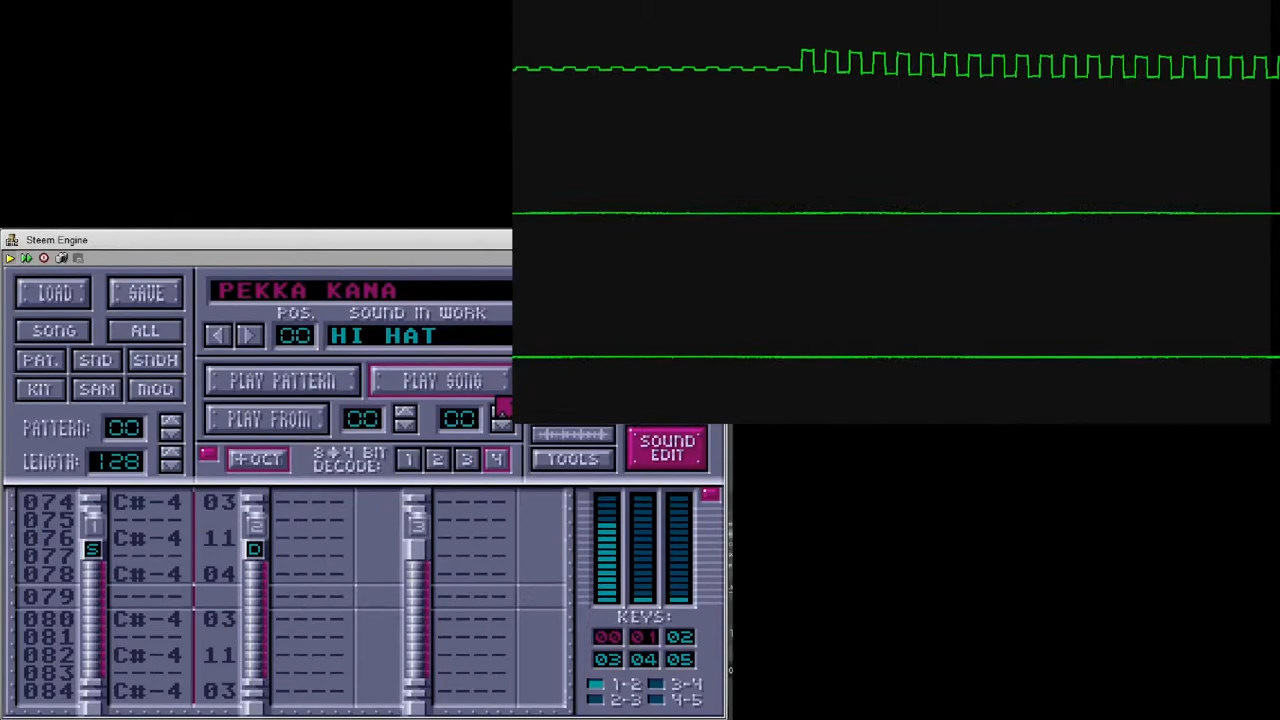 Steem Engine
LOAD SAVE PEKKA KANA
POS. SOUND IN WORK
SONG ALL 00 HI HAT
PAT. SND SNDH
KIT SAM MOD PLAY PATTERN PLAY SONG
PATTERN: 00 PLAY FROM 00 00
LENGTH: 128 +OCT 8→4 BIT
DECODE: 1 2 3 4 TOOLS SOUND
EDIT
1 2 3
S D
074 C#-4 03 ---- ----
075 ---- ---- ----
076 C#-4 11 ---- ----
077 ---- ---- ----
078 C#-4 04 ---- ----
079 ---- ---- ----
080 C#-4 03 ---- ----
081 ---- ---- ----
082 C#-4 11 ---- ----
083 ---- ---- ----
084 C#-4 03 ---- ----
KEYS:
00 01 02
03 04 05
1-2 3-4
2-3 4-5